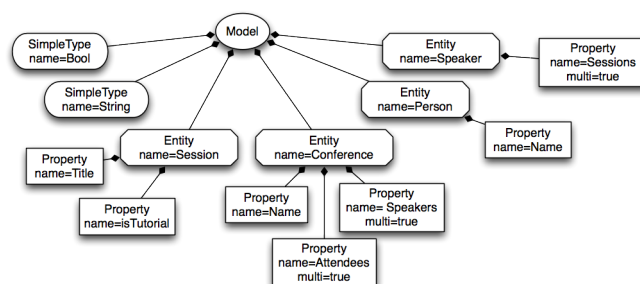 Model
SimpleType
name=Bool
SimpleType
name=String
Entity
name=Speaker
Property
name=Sessions
multi=true
Entity
name=Person
Property
name=Name
Entity
name=Session
Property
name=Title
Property
name=isTutorial
Entity
name=Conference
Property
name=Name
Property
name=Attendees
multi=true
Property
name= Speakers
multi=true